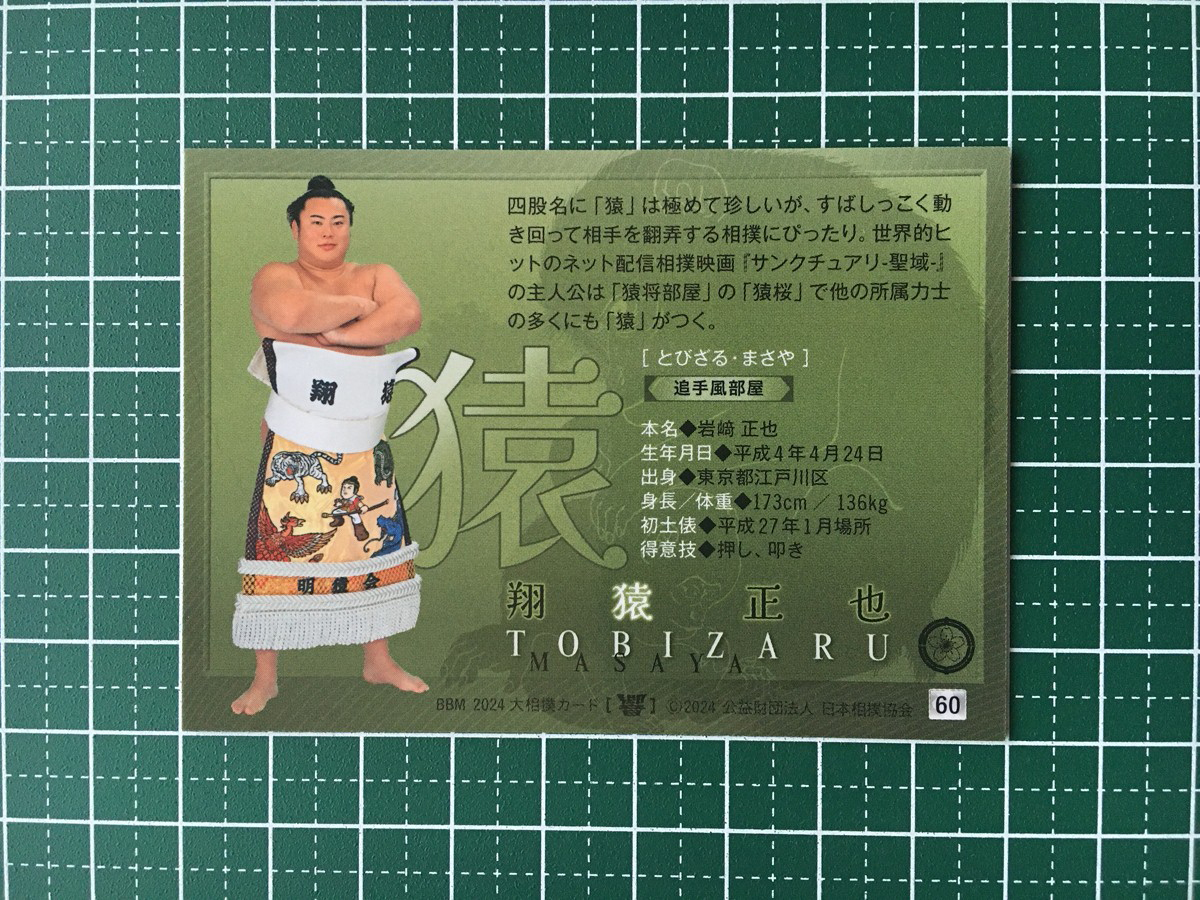 四股名に「猿」は極めて珍しいが、すばしっこく動
き回って相手を翻弄する相撲にぴったり。世界的ヒ
ットのネット配信相撲映画『サンクチュアリ-聖域-』
の主人公は「猿将部屋」の「猿桜」で他の所属力士
の多くにも「猿」がつく。
[とびざる・まさや]
追手風部屋
本名◆岩﨑 正也
生年月日◆平成4年4月24日
出身◆東京都江戸川区
身長／体重◆173cm ／ 136kg
初土俵◆平成27年1月場所
得意技◆押し、叩き
猿
翔 猿
明徳会
翔 猿 正 也
TOBIZARU
MASAYA
BBM 2024 大相撲カード [ ] ©2024 公益財団法人 日本相撲協会
60